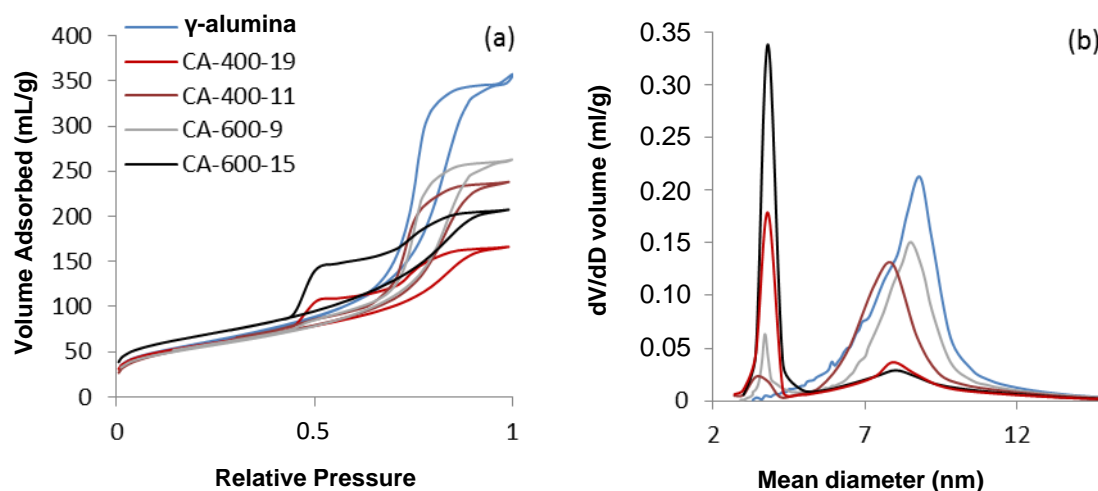 (a)
γ-alumina
CA-400-19
CA-400-11
CA-600-9
CA-600-15
Volume Adsorbed (mL/g)
400
350
300
250
200
150
100
50
0
0
0.5
1
Relative Pressure
(b)
dV/dD volume (ml/g)
0.35
0.30
0.25
0.20
0.15
0.10
0.05
0
2
7
12
Mean diameter (nm)